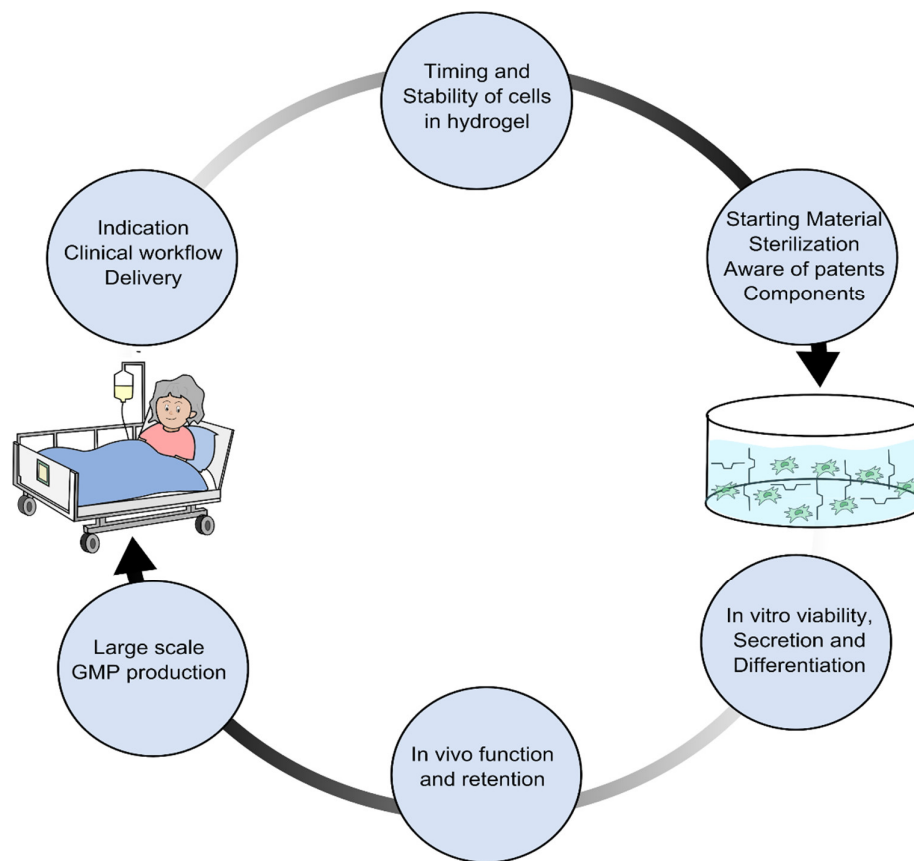 Timing and
Stability of cells
in hydrogel
Starting Material
Sterilization
Aware of patents
Components
In vitro viability,
Secretion and
Differentiation
In vivo function
and retention
Large scale
GMP production
Indication
Clinical workflow
Delivery